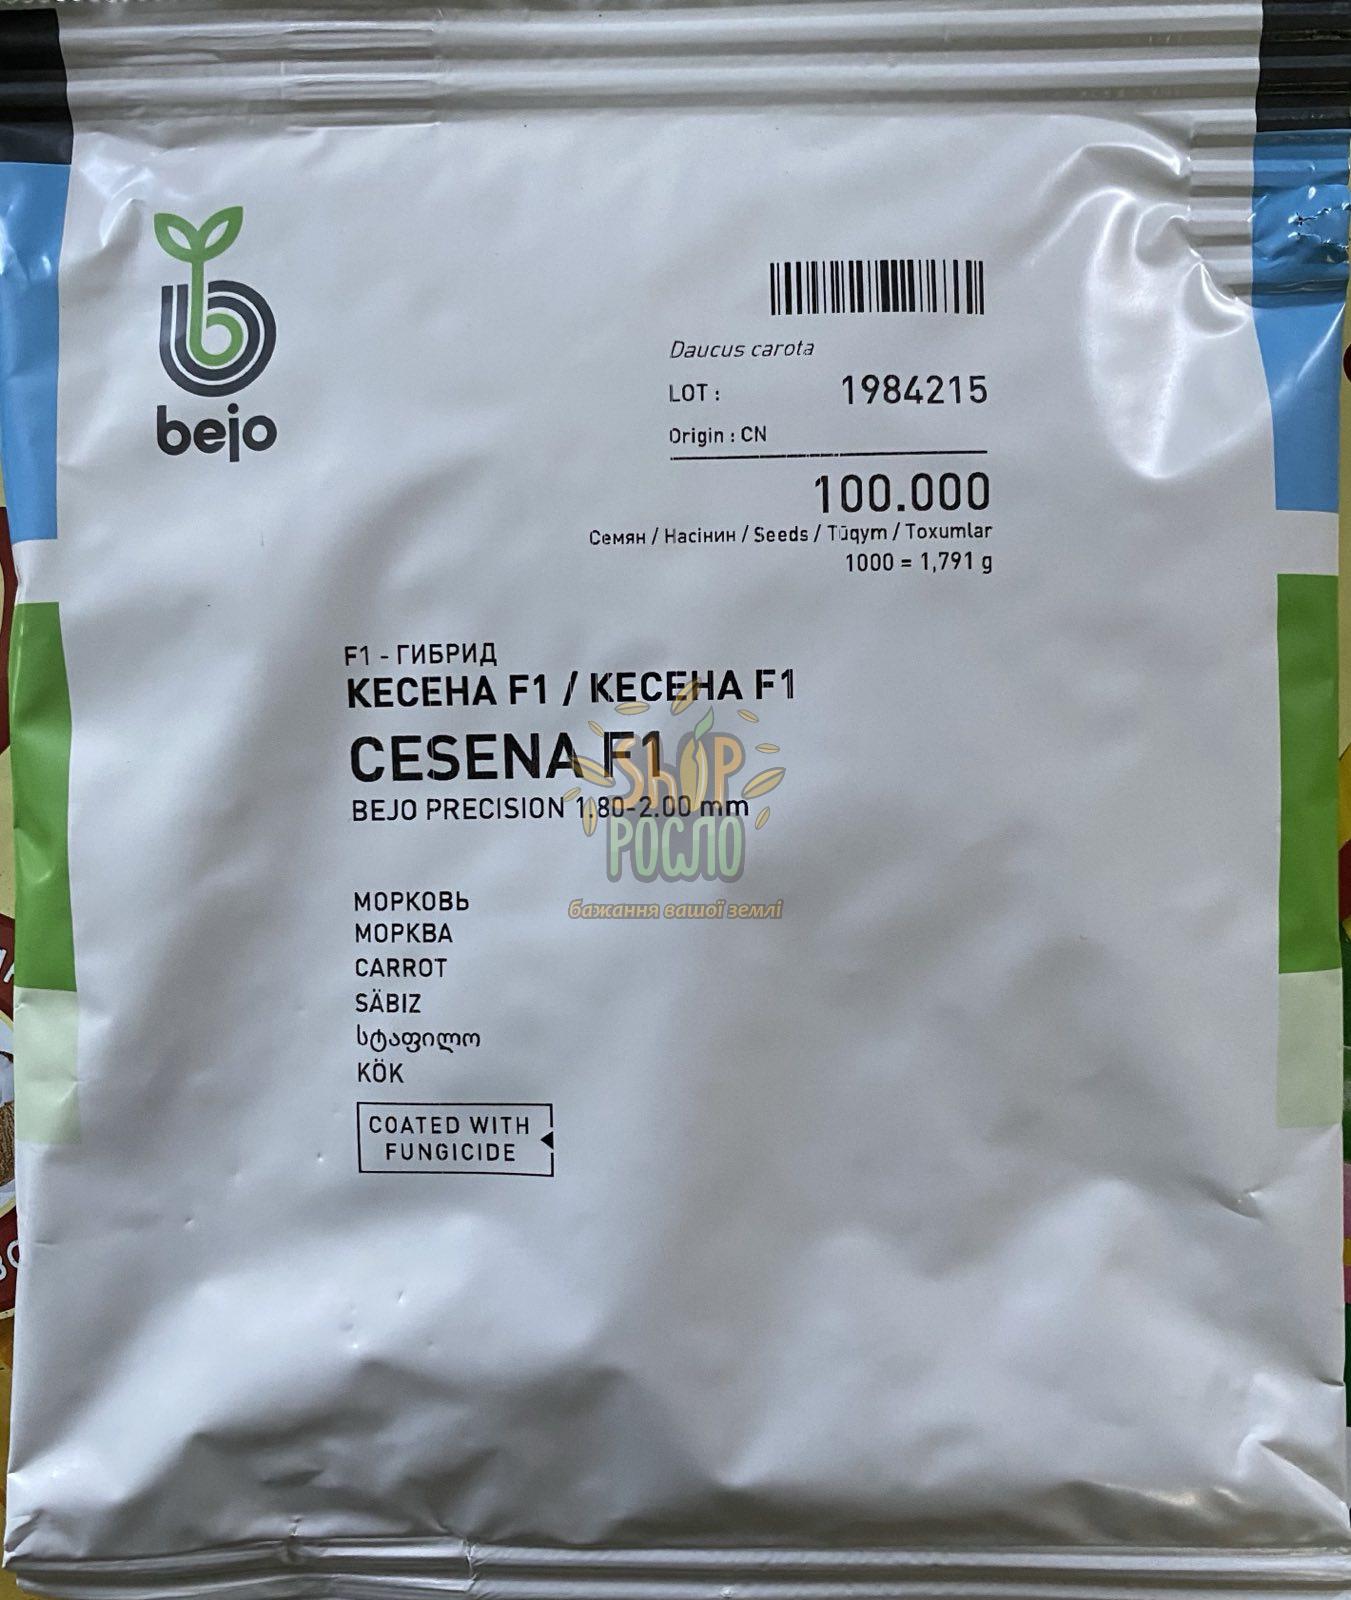 bejo
Daucus carota
LOT : 1984215
Origin : CN
100.000
Семян / Насінин / Seeds / Tūqym / Toxumlar
1000 = 1,791 g
F1 - ГИБРИД
КЕСЕНА F1 / КЕСЕНА F1
CESENA F1
BEJO PRECISION 1.80-2.00 mm
Shop
Росло
бажання вашої землі
МОРКОВЬ
МОРКВА
CARROT
SÄBIZ
სტაფილო
KÖK
COATED WITH
FUNGICIDE